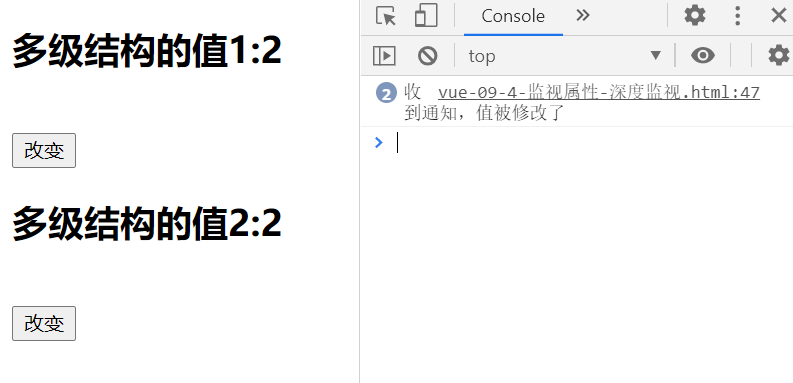 多级结构的值1:2
改变
多级结构的值2:2
改变
Console
top
2 收 vue-09-4-监视属性-深度监视.html:47
到通知，值被修改了